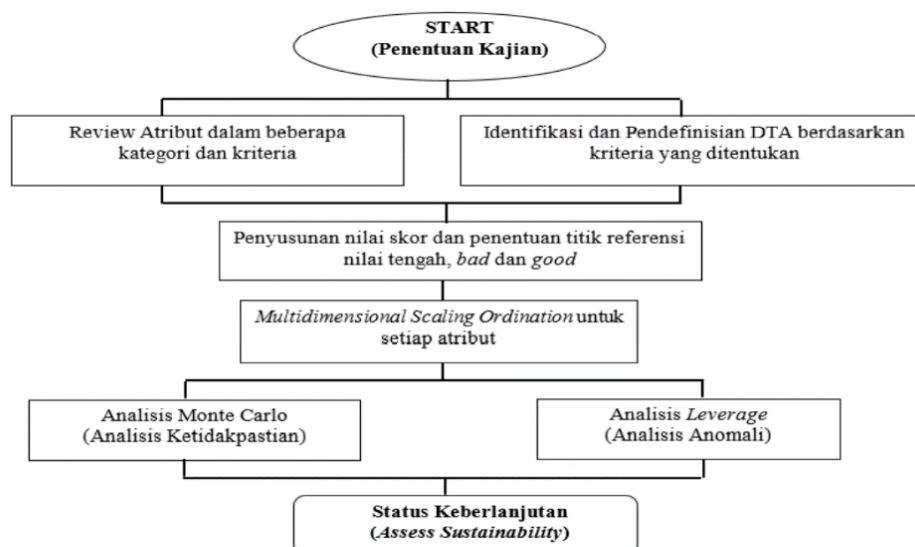 START
(Penentuan Kajian)
Review Atribut dalam beberapa
kategori dan kriteria
Identifikasi dan Pendefinisian DTA berdasarkan
kriteria yang ditentukan
Penyusunan nilai skor dan penentuan titik referensi
nilai tengah, bad dan good
Multidimensional Scaling Ordination untuk
setiap atribut
Analisis Monte Carlo
(Analisis Ketidakpastian)
Analisis Leverage
(Analisis Anomali)
Status Keberlanjutan
(Assess Sustainability)